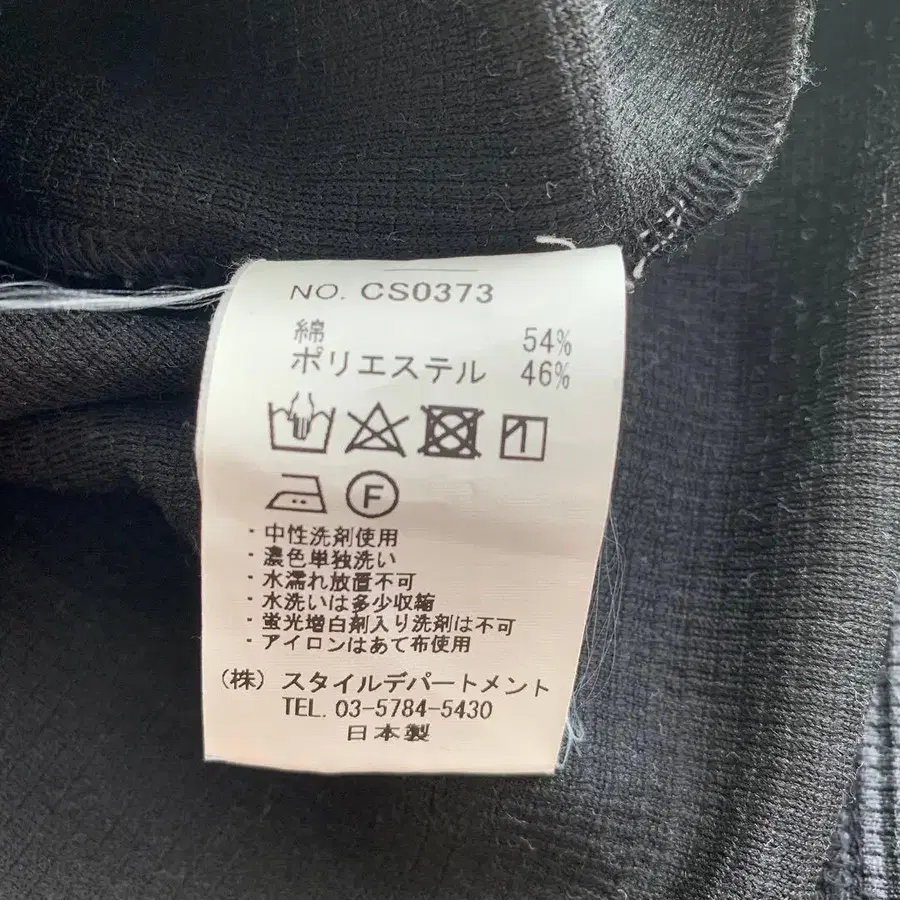 NO. CS0373
綿 54%
ポリエステル 46%
F
・中性洗剤使用
・濃色単独洗い
・水濡れ放置不可
・水洗いは多少収縮
・蛍光増白剤入り洗剤は不可
・アイロンはあて布使用
(株) スタイルデパートメント
TEL. 03-5784-5430
日本製